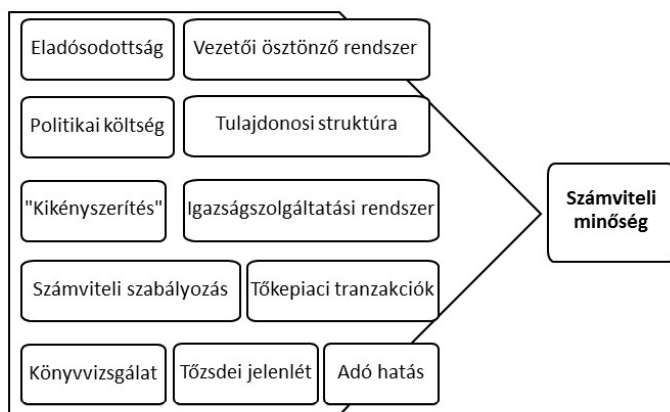 Eladósodottság
Vezetői ösztönző rendszer
Politikai költség
Tulajdonosi struktúra
"Kikényszerítés"
Igazságszolgáltatási rendszer
Számviteli szabályozás
Tőkepiaci tranzakciók
Könyvvizsgálat
Tőzsdei jelenlét
Adó hatás
Számviteli
minőség